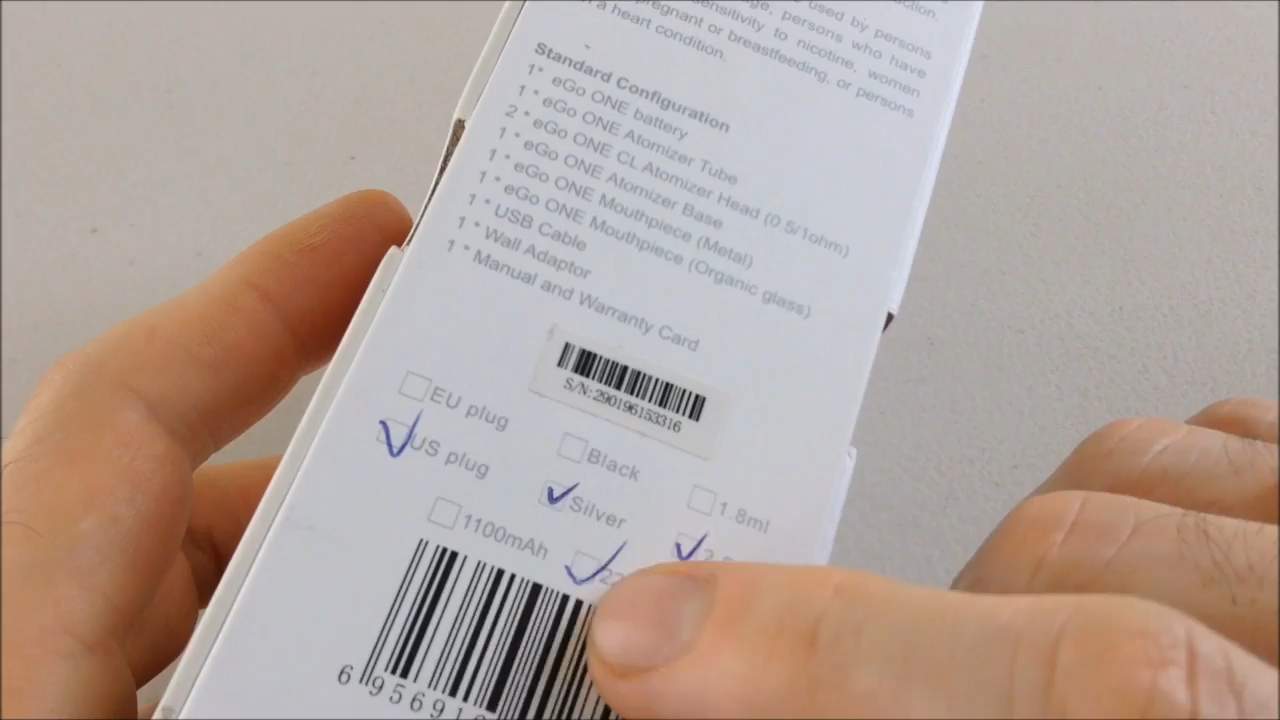 used by persons
persons who have
sensitivity to nicotine, women
pregnant or breastfeeding, or persons
a heart condition.
Standard Configuration
1* eGo ONE battery
1* eGo ONE Atomizer Tube
2* eGo ONE CL Atomizer Head (0.5/1ohm)
1* eGo ONE Atomizer Base
1* eGo ONE Mouthpiece (Metal)
1* eGo ONE Mouthpiece (Organic glass)
1* USB Cable
1* Wall Adaptor
1* Manual and Warranty Card
S/N:290196153316
EU plug
Black
1.8ml
US plug
Silver
1100mAh